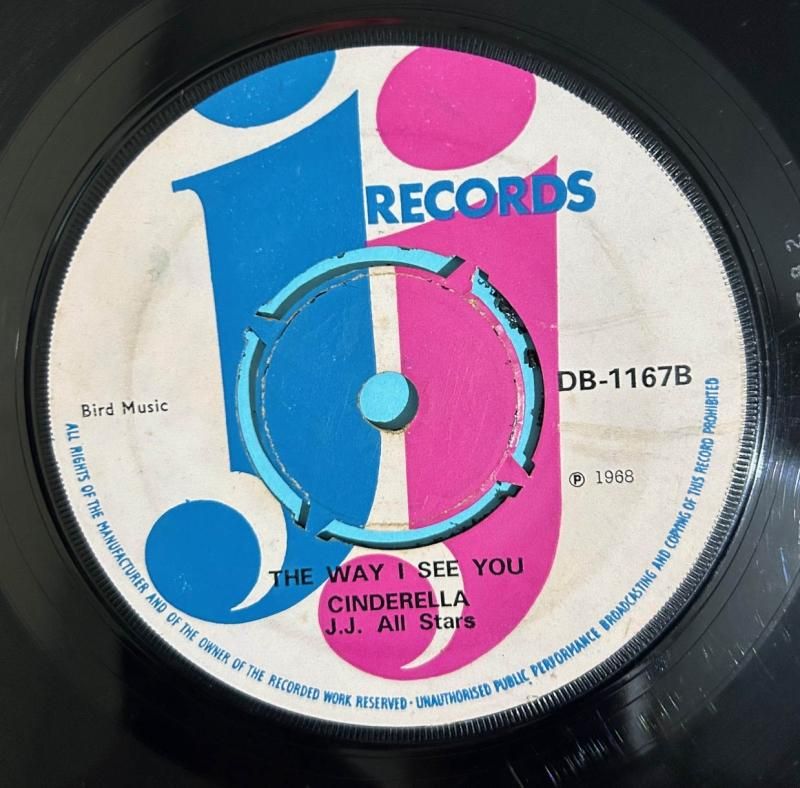 jj
RECORDS
DB-1167B
Bird Music
℗ 1968
THE WAY I SEE YOU
CINDERELLA
J.J. All Stars
ALL RIGHTS OF THE MANUFACTURER AND OF THE OWNER OF THE RECORDED WORK RESERVED · UNAUTHORISED PUBLIC PERFORMANCE BROADCASTING AND COPYING OF THIS RECORD PROHIBITED